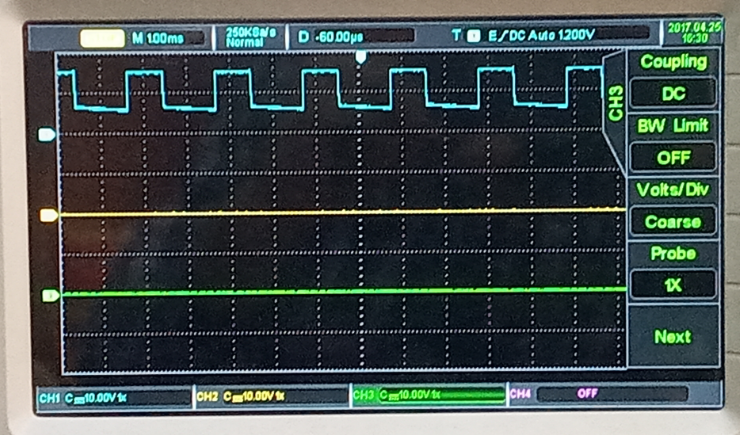 M 1.00ms
250KSa/s
Normal
D -60.00μs
T E DC Auto 1.200V
2017.04.25
16:30
CH3
Coupling
DC
BW Limit
OFF
Volts/Div
Coarse
Probe
1X
Next
CH1 C 10.00V 1x
CH2 C 10.00V 1x
CH3 C 10.00V 1x
CH4 OFF